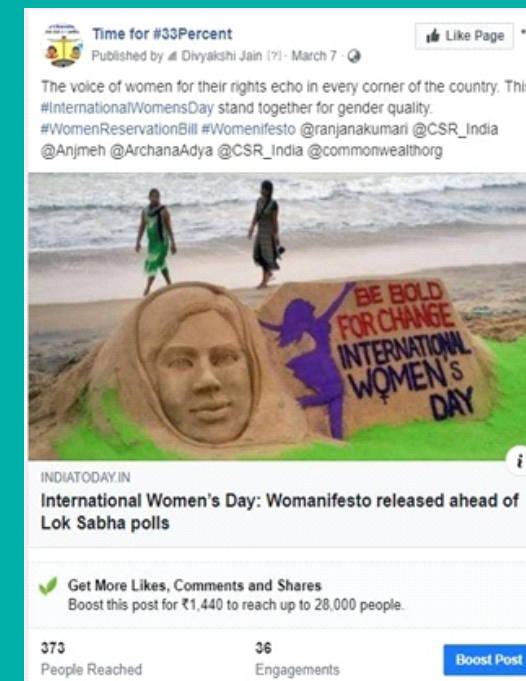 Time for #33Percent
Like Page
Published by Divyakshi Jain [?] · March 7 ·
The voice of women for their rights echo in every corner of the country. This
#InternationalWomensDay stand together for gender quality.
#WomenReservationBill #Womenifesto @ranjanakumari @CSR_India
@Anjmeh @ArchanaAdya @CSR_India @commonwealthorg
BE BOLD
FOR CHANGE
INTERNATIONAL
WOMEN'S
DAY
i
INDIATODAY.IN
International Women's Day: Womanifesto released ahead of
Lok Sabha polls
Get More Likes, Comments and Shares
Boost this post for ₹1,440 to reach up to 28,000 people.
373
36
People Reached
Engagements
Boost Post